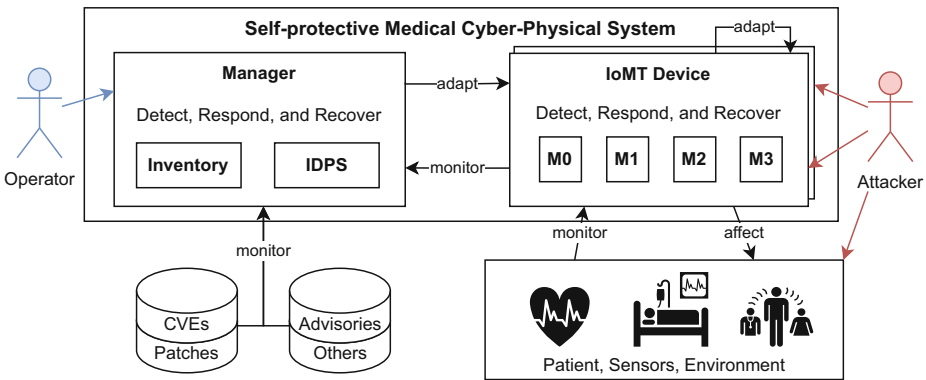 Self-protective Medical Cyber-Physical System
adapt
Manager
IoMT Device
adapt
Detect, Respond, and Recover
Detect, Respond, and Recover
Inventory
IDPS
M0
M1
M2
M3
monitor
Operator
Attacker
monitor
monitor
affect
CVEs
Advisories
Patches
Others
Patient, Sensors, Environment